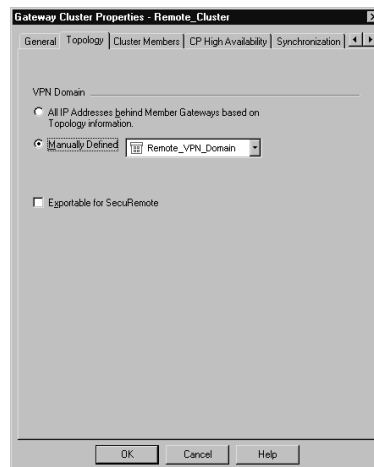 Gateway Cluster Properties - Remote_Cluster
General Topology Cluster Members CP High Availability Synchronization
VPN Domain
All IP Addresses behind Member Gateways based on
Topology information.
Manually Defined Remote_VPN_Domain
Exportable for SecuRemote
OK Cancel Help